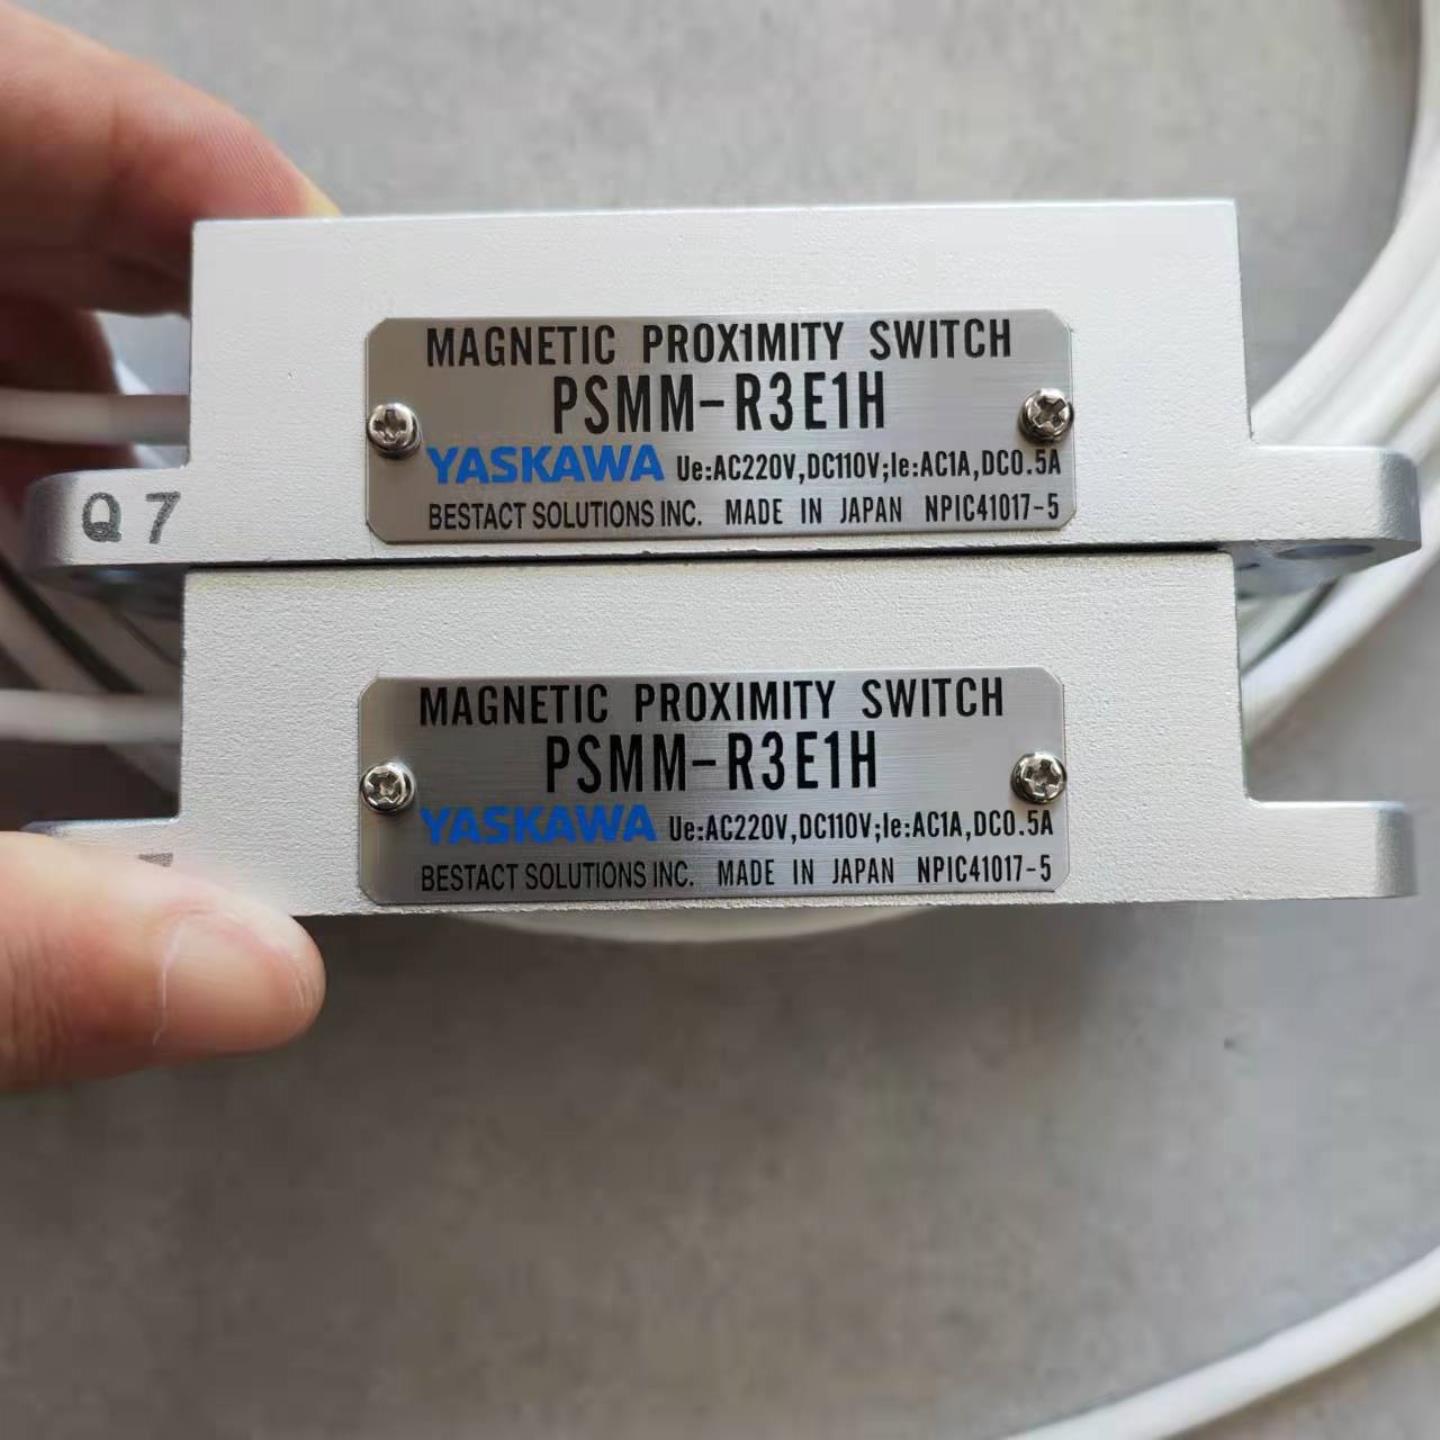 MAGNETIC PROXIMITY SWITCH
PSMM-R3E1H
YASKAWA Ue:AC220V,DC110V;Ie:AC1A,DC0.5A
BESTACT SOLUTIONS INC. MADE IN JAPAN NPIC41017-5
Q 7
MAGNETIC PROXIMITY SWITCH
PSMM-R3E1H
YASKAWA Ue:AC220V,DC110V;Ie:AC1A,DC0.5A
BESTACT SOLUTIONS INC. MADE IN JAPAN NPIC41017-5